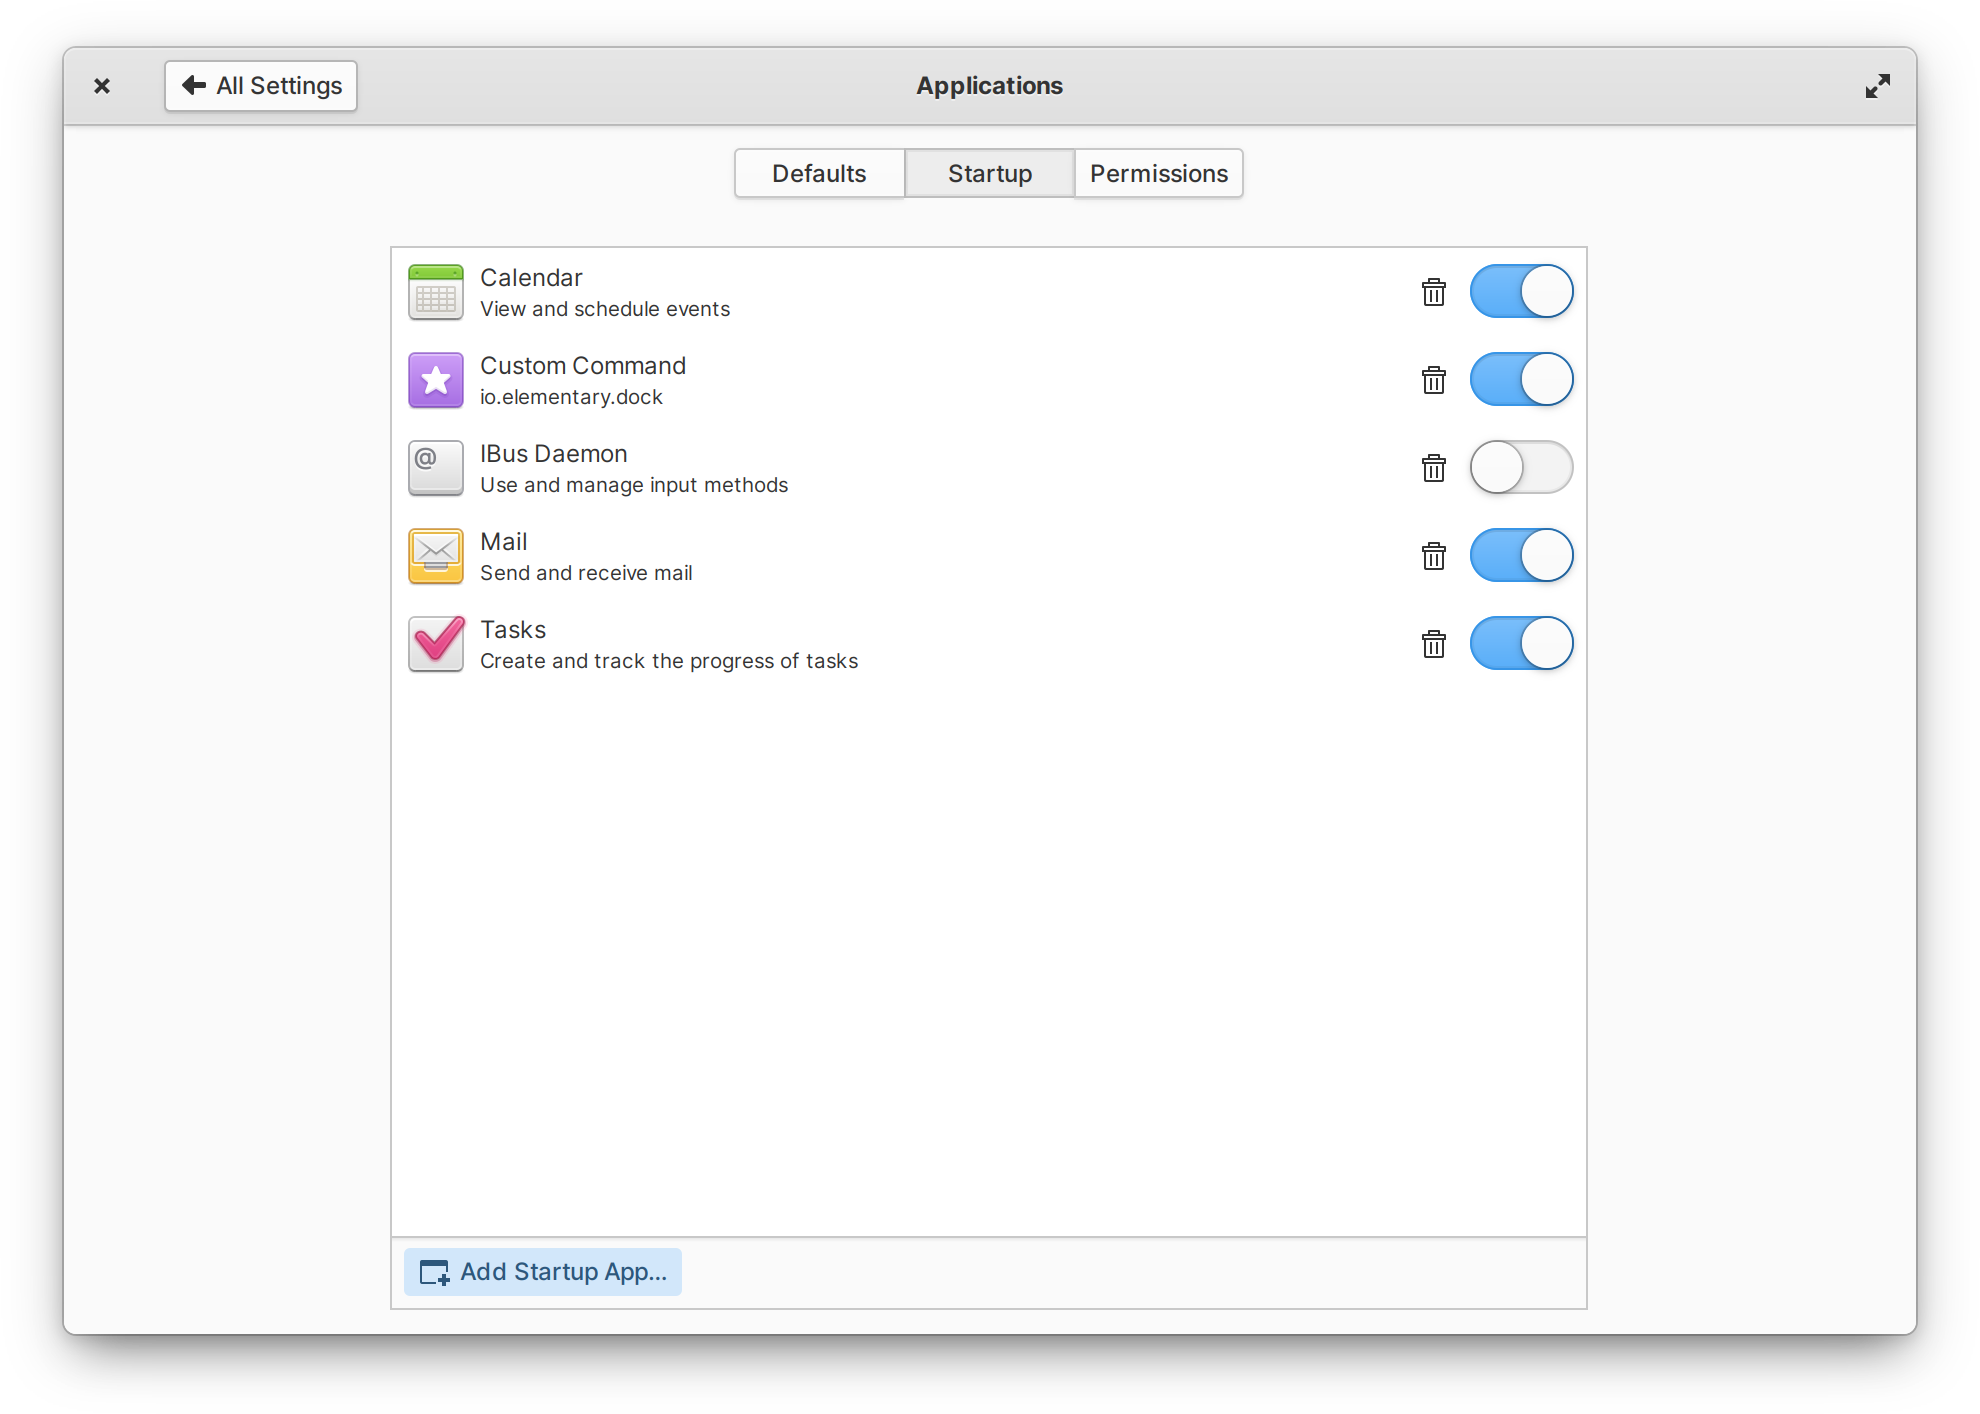 All Settings
Applications
Defaults
Startup
Permissions
Calendar
View and schedule events
Custom Command
io.elementary.dock
@
IBus Daemon
Use and manage input methods
Mail
Send and receive mail
Tasks
Create and track the progress of tasks
Add Startup App…